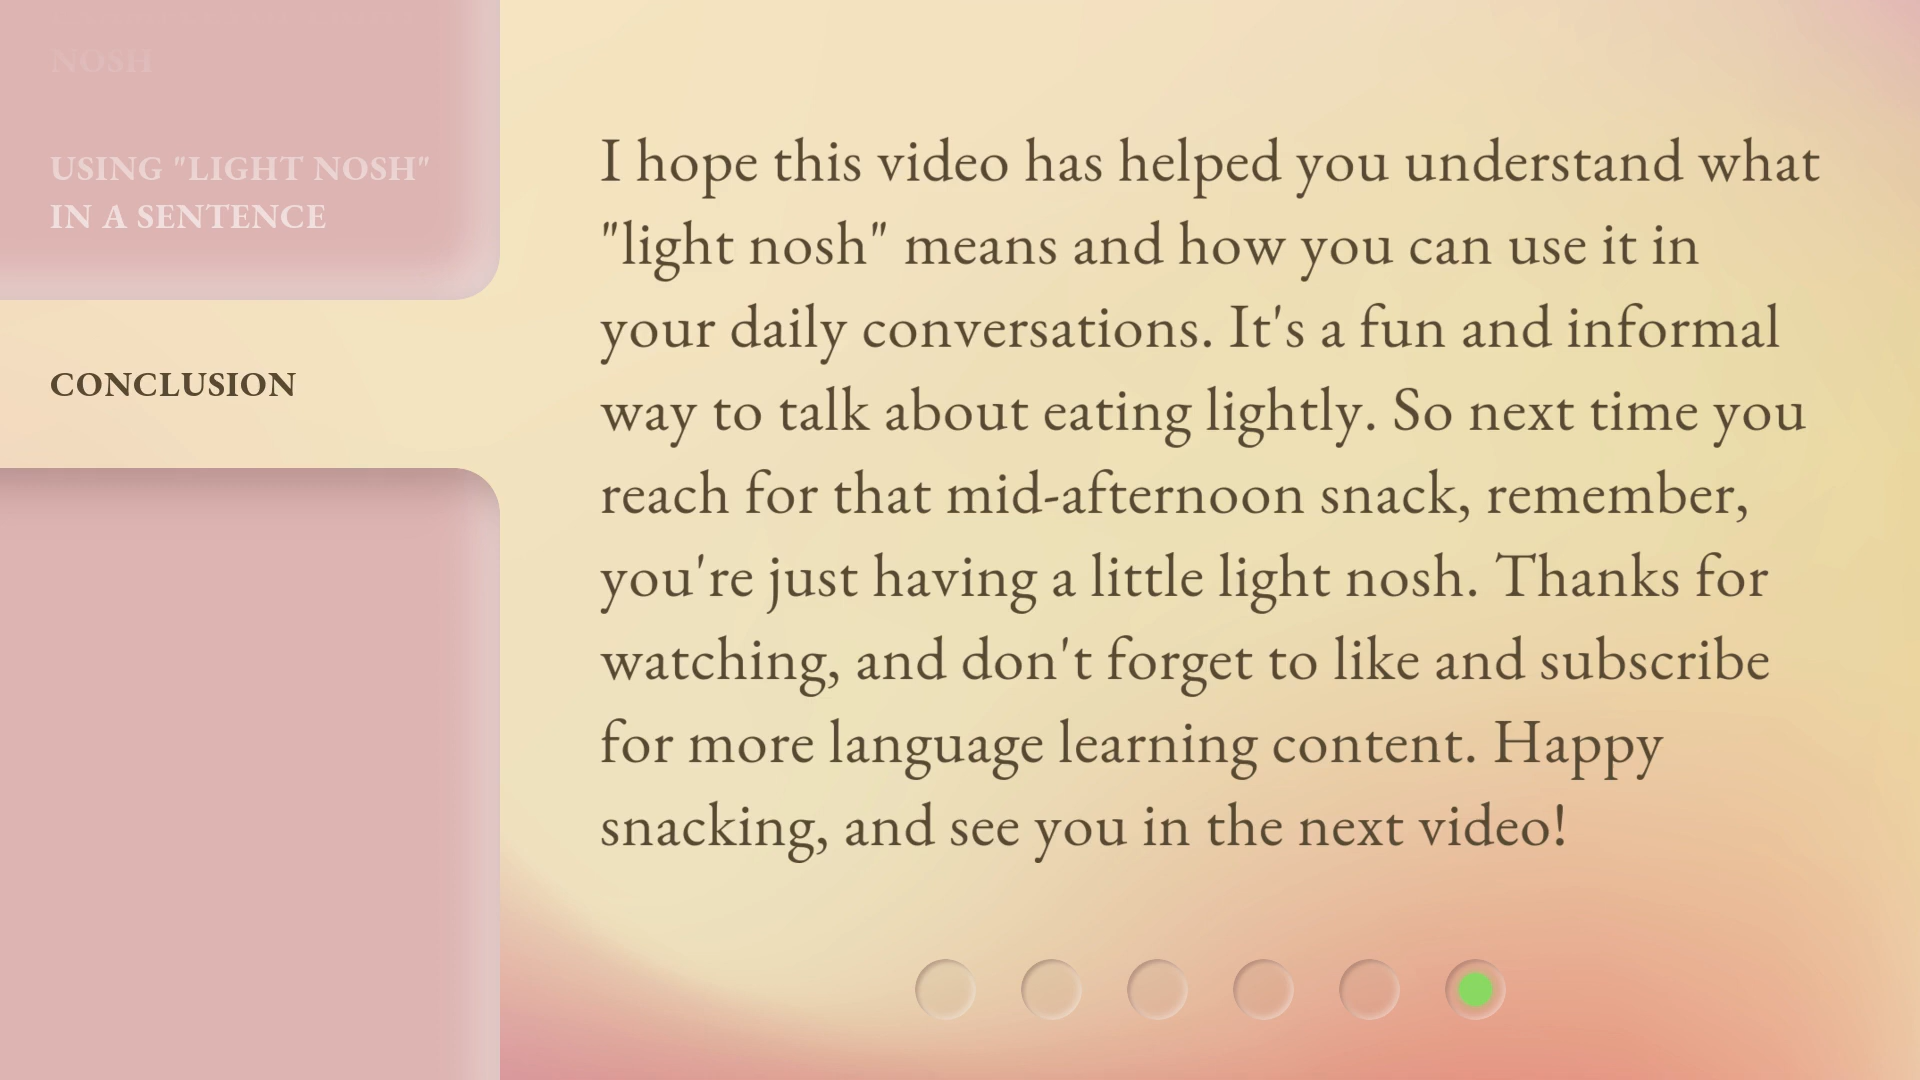 NOSH
USING "LIGHT NOSH"
IN A SENTENCE
CONCLUSION
I hope this video has helped you understand what
"light nosh" means and how you can use it in
your daily conversations. It's a fun and informal
way to talk about eating lightly. So next time you
reach for that mid-afternoon snack, remember,
you're just having a little light nosh. Thanks for
watching, and don't forget to like and subscribe
for more language learning content. Happy
snacking, and see you in the next video!